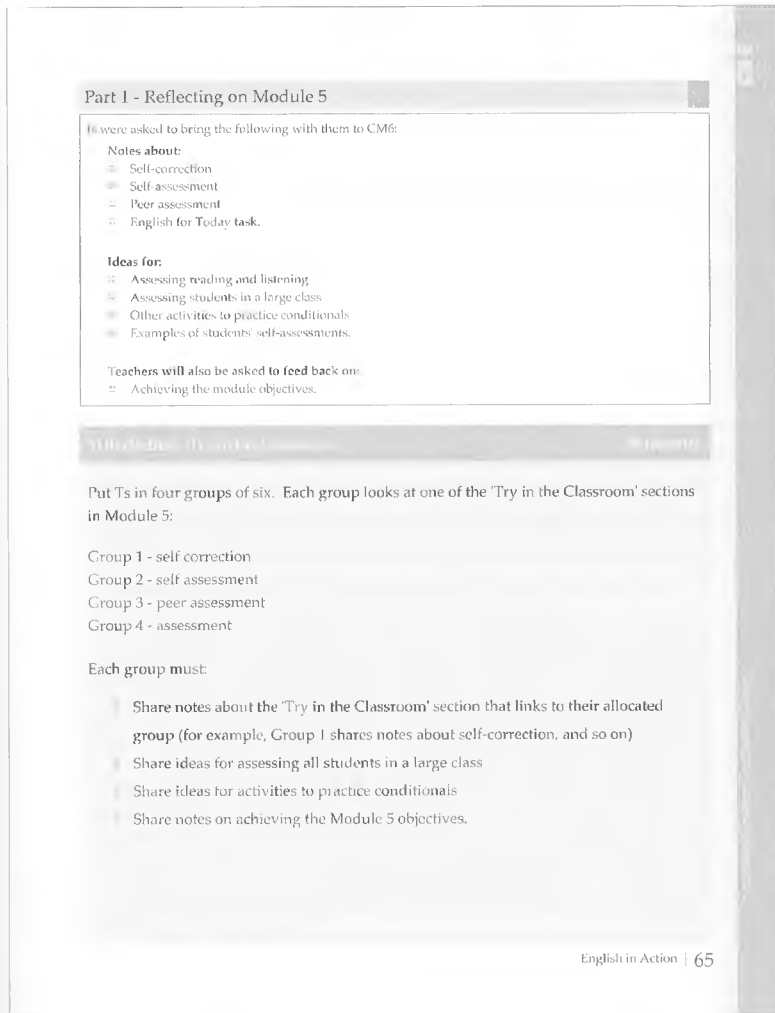 Part 1 - Reflecting on Module 5
Ts were asked to bring the following with them to CM6:
Notes about:
Self-correction
Self-assessment
Peer assessment
English for Today task.
Ideas for:
Assessing reading and listening
Assessing students in a large class
Other activities to practice conditionals
Examples of students' self-assessments.
Teachers will also be asked to feed back on:
Achieving the module objectives.
Put Ts in four groups of six. Each group looks at one of the 'Try in the Classroom' sections
in Module 5:
Group 1 - self correction
Group 2 - self assessment
Group 3 - peer assessment
Group 4 - assessment
Each group must:
Share notes about the 'Try in the Classroom' section that links to their allocated
group (for example, Group 1 shares notes about self-correction, and so on)
Share ideas for assessing all students in a large class
Share ideas for activities to practice conditionals
Share notes on achieving the Module 5 objectives.
English in Action | 65